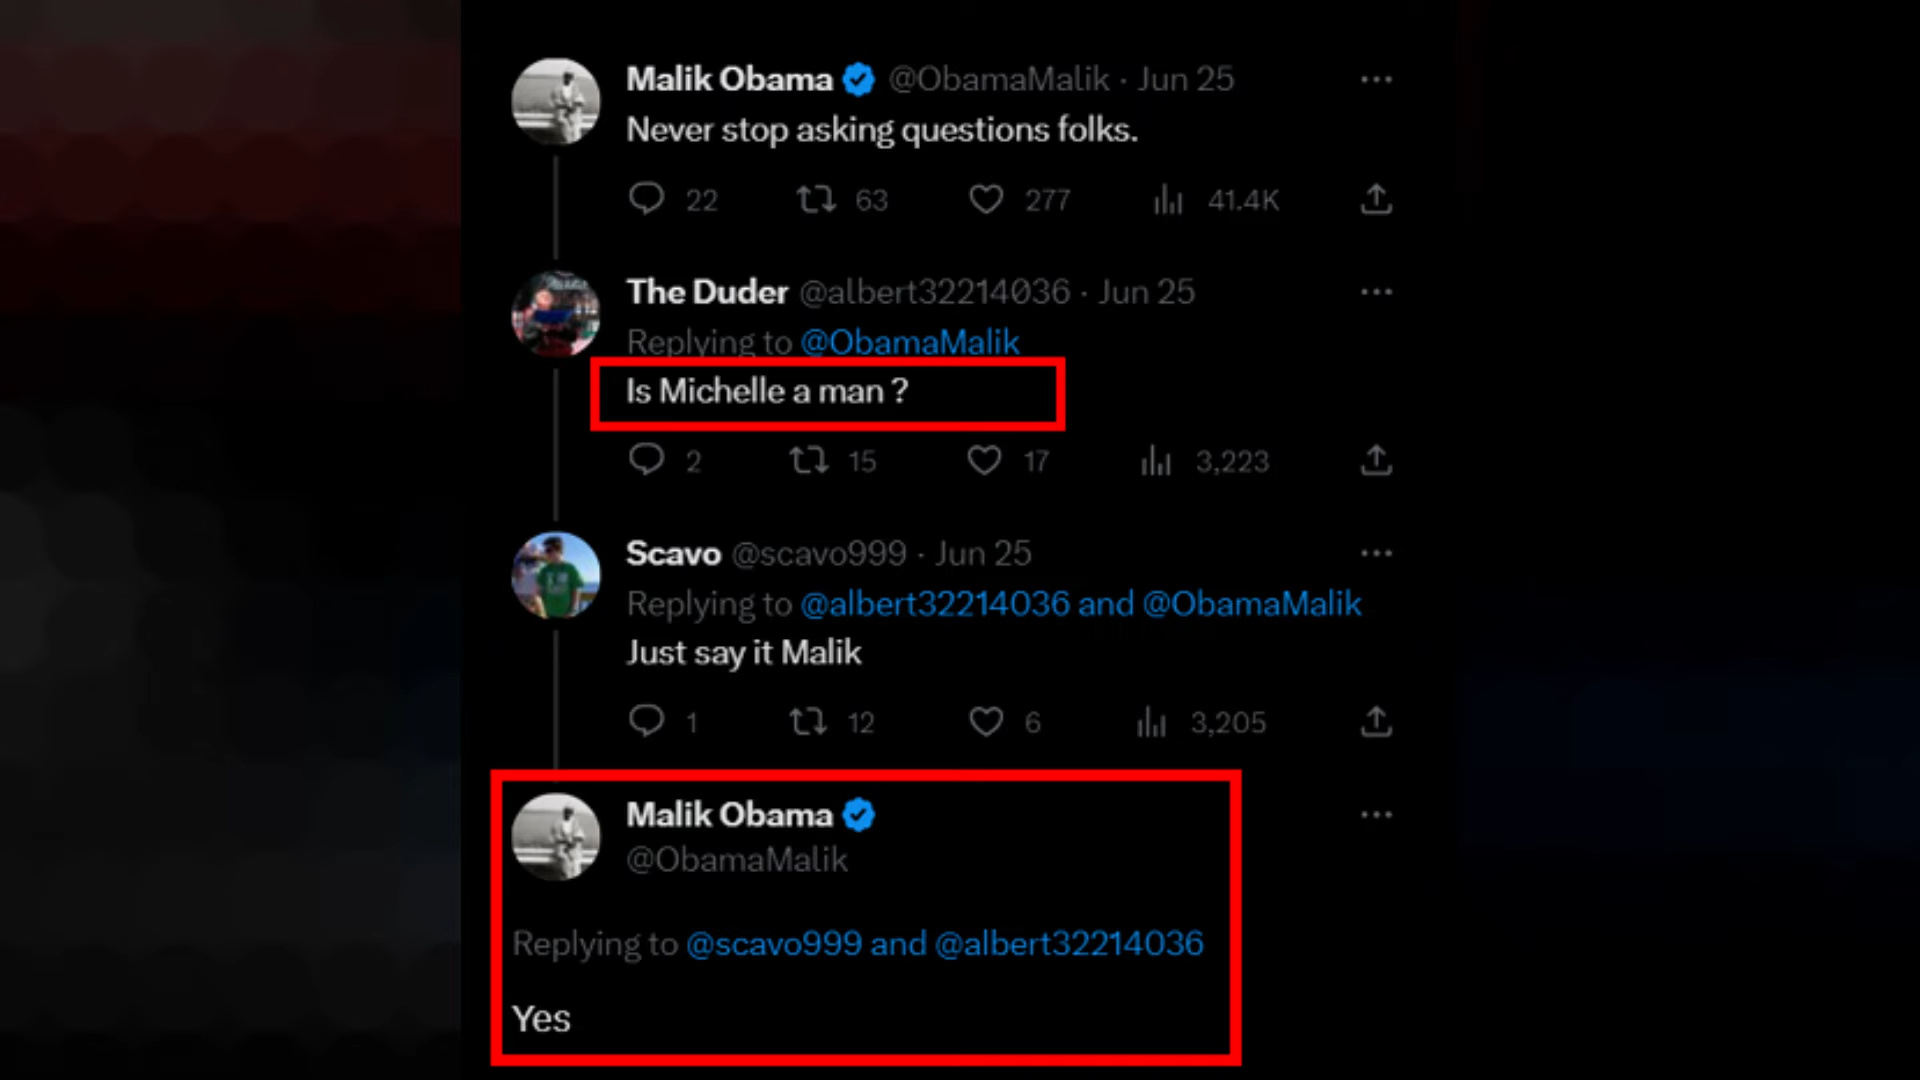 Malik Obama @ObamaMalik · Jun 25
Never stop asking questions folks.
22 63 277 41.4K
The Duder @albert32214036 · Jun 25
Replying to @ObamaMalik
Is Michelle a man ?
2 15 17 3,223
Scavo @scavo999 · Jun 25
Replying to @albert32214036 and @ObamaMalik
Just say it Malik
1 12 6 3,205
Malik Obama
@ObamaMalik
Replying to @scavo999 and @albert32214036
Yes